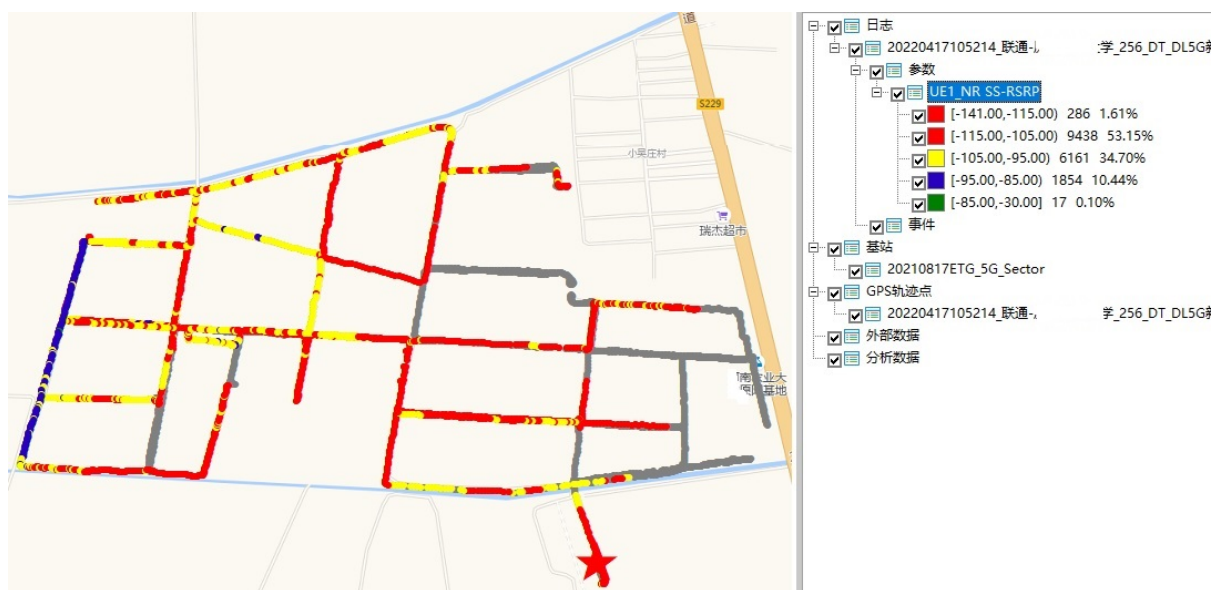 道
S229
小吴庄村
瑞杰超市
南农业大
原阳基地
日志
20220417105214_联通-
学_256_DT_DL5G
参数
UE1_NR SS-RSRP
[-141.00,-115.00) 286 1.61%
[-115.00,-105.00) 9438 53.15%
[-105.00,-95.00) 6161 34.70%
[-95.00,-85.00) 1854 10.44%
[-85.00,-30.00] 17 0.10%
事件
基站
20210817ETG_5G_Sector
GPS轨迹点
20220417105214_联通-
学_256_DT_DL5G
外部数据
分析数据